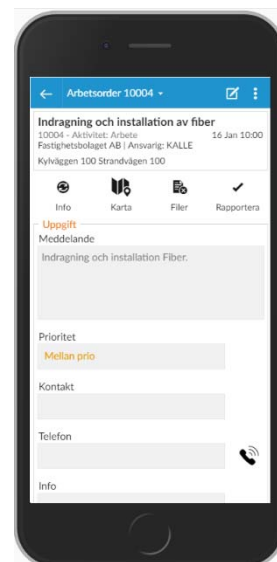 Arbetsorder 10004
Indragning och installation av fiber
10004 - Aktivitet: Arbete 16 Jan 10:00
Fastighetsbolaget AB | Ansvarig: KALLE
Kylväggen 100 Strandvägen 100
Info Karta Filer Rapportera
Uppgift
Meddelande
Indragning och installation Fiber.
Prioritet
Mellan prio
Kontakt
Telefon
Info